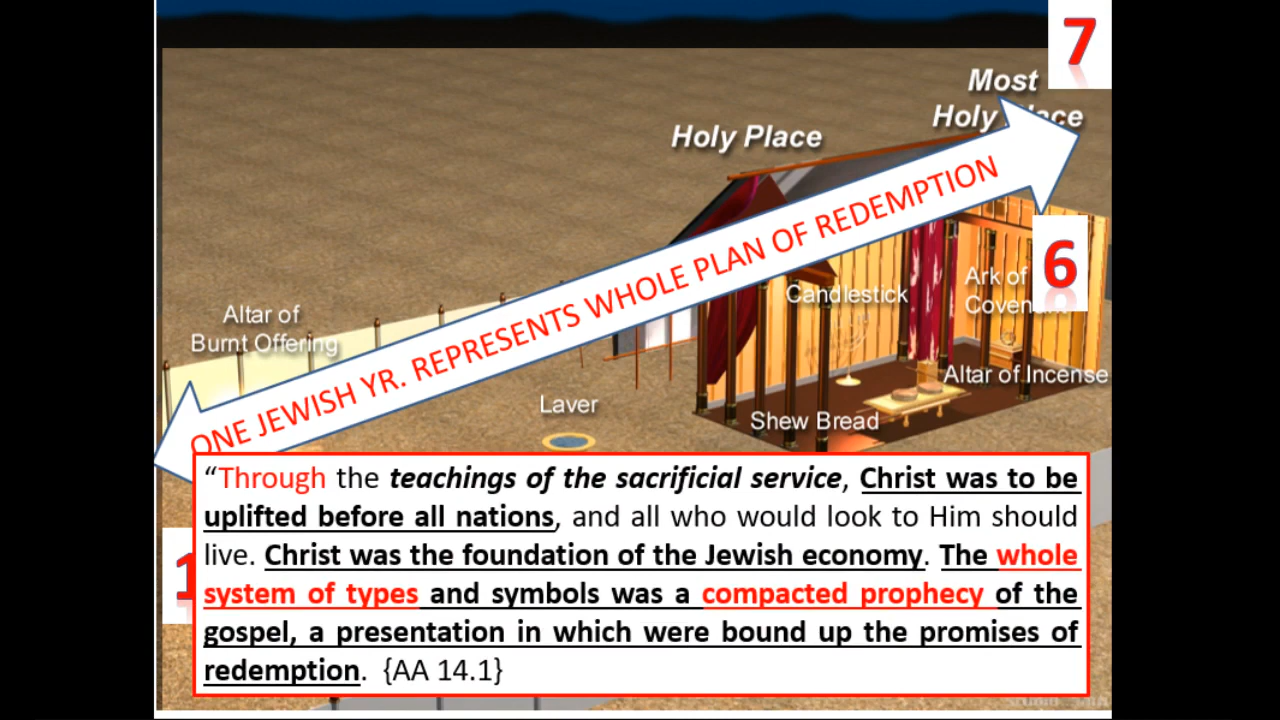 7
Most
Holy Place
Holy Place
ONE JEWISH YR. REPRESENTS WHOLE PLAN OF REDEMPTION
6
Candlestick
Ark of
Covenant
Altar of
Burnt Offering
Altar of Incense
Laver
Shew Bread
“Through the teachings of the sacrificial service, Christ was to be
uplifted before all nations, and all who would look to Him should
live. Christ was the foundation of the Jewish economy. The whole
system of types and symbols was a compacted prophecy of the
gospel, a presentation in which were bound up the promises of
redemption. {AA 14.1}
1